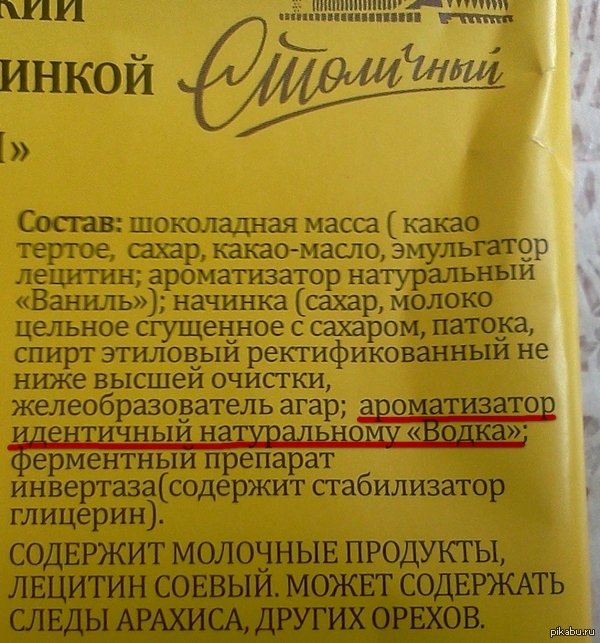 ИНКОЙ
Столичный
Состав: шоколадная масса ( какао
тертое, сахар, какао-масло, эмульгатор
лецитин; ароматизатор натуральный
«Ваниль»); начинка (сахар, молоко
цельное сгущенное с сахаром, патока,
спирт этиловый ректификованный не
ниже высшей очистки,
желеобразователь агар; ароматизатор
идентичный натуральному «Водка»;
ферментный препарат
инвертаза(содержит стабилизатор
глицерин).
СОДЕРЖИТ МОЛОЧНЫЕ ПРОДУКТЫ,
ЛЕЦИТИН СОЕВЫЙ. МОЖЕТ СОДЕРЖАТЬ
СЛЕДЫ АРАХИСА, ДРУГИХ ОРЕХОВ.
pikabu.ru